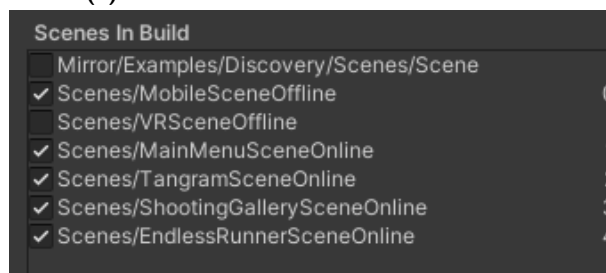 Scenes In Build
Mirror/Examples/Discovery/Scenes/Scene
Scenes/MobileSceneOffline
Scenes/VRSceneOffline
Scenes/MainMenuSceneOnline
Scenes/TangramSceneOnline
Scenes/ShootingGallerySceneOnline
Scenes/EndlessRunnerSceneOnline